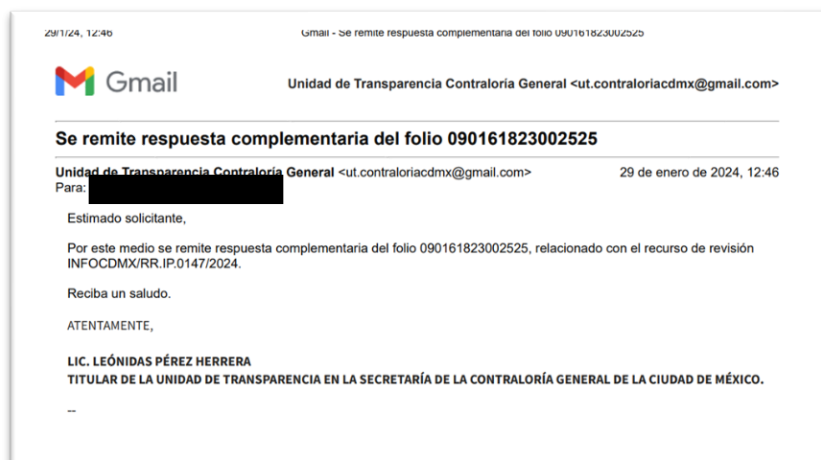 29/1/24, 12:46 Gmail - Se remite respuesta complementaria del folio 090161823002525
Gmail Unidad de Transparencia Contraloría General <ut.contraloriacdmx@gmail.com>
Se remite respuesta complementaria del folio 090161823002525
Unidad de Transparencia Contraloría General <ut.contraloriacdmx@gmail.com> 29 de enero de 2024, 12:46
Para:
Estimado solicitante,
Por este medio se remite respuesta complementaria del folio 090161823002525, relacionado con el recurso de revisión
INFOCDMX/RR.IP.0147/2024.
Reciba un saludo.
ATENTAMENTE,
LIC. LEÓNIDAS PÉREZ HERRERA
TITULAR DE LA UNIDAD DE TRANSPARENCIA EN LA SECRETARÍA DE LA CONTRALORÍA GENERAL DE LA CIUDAD DE MÉXICO.
--